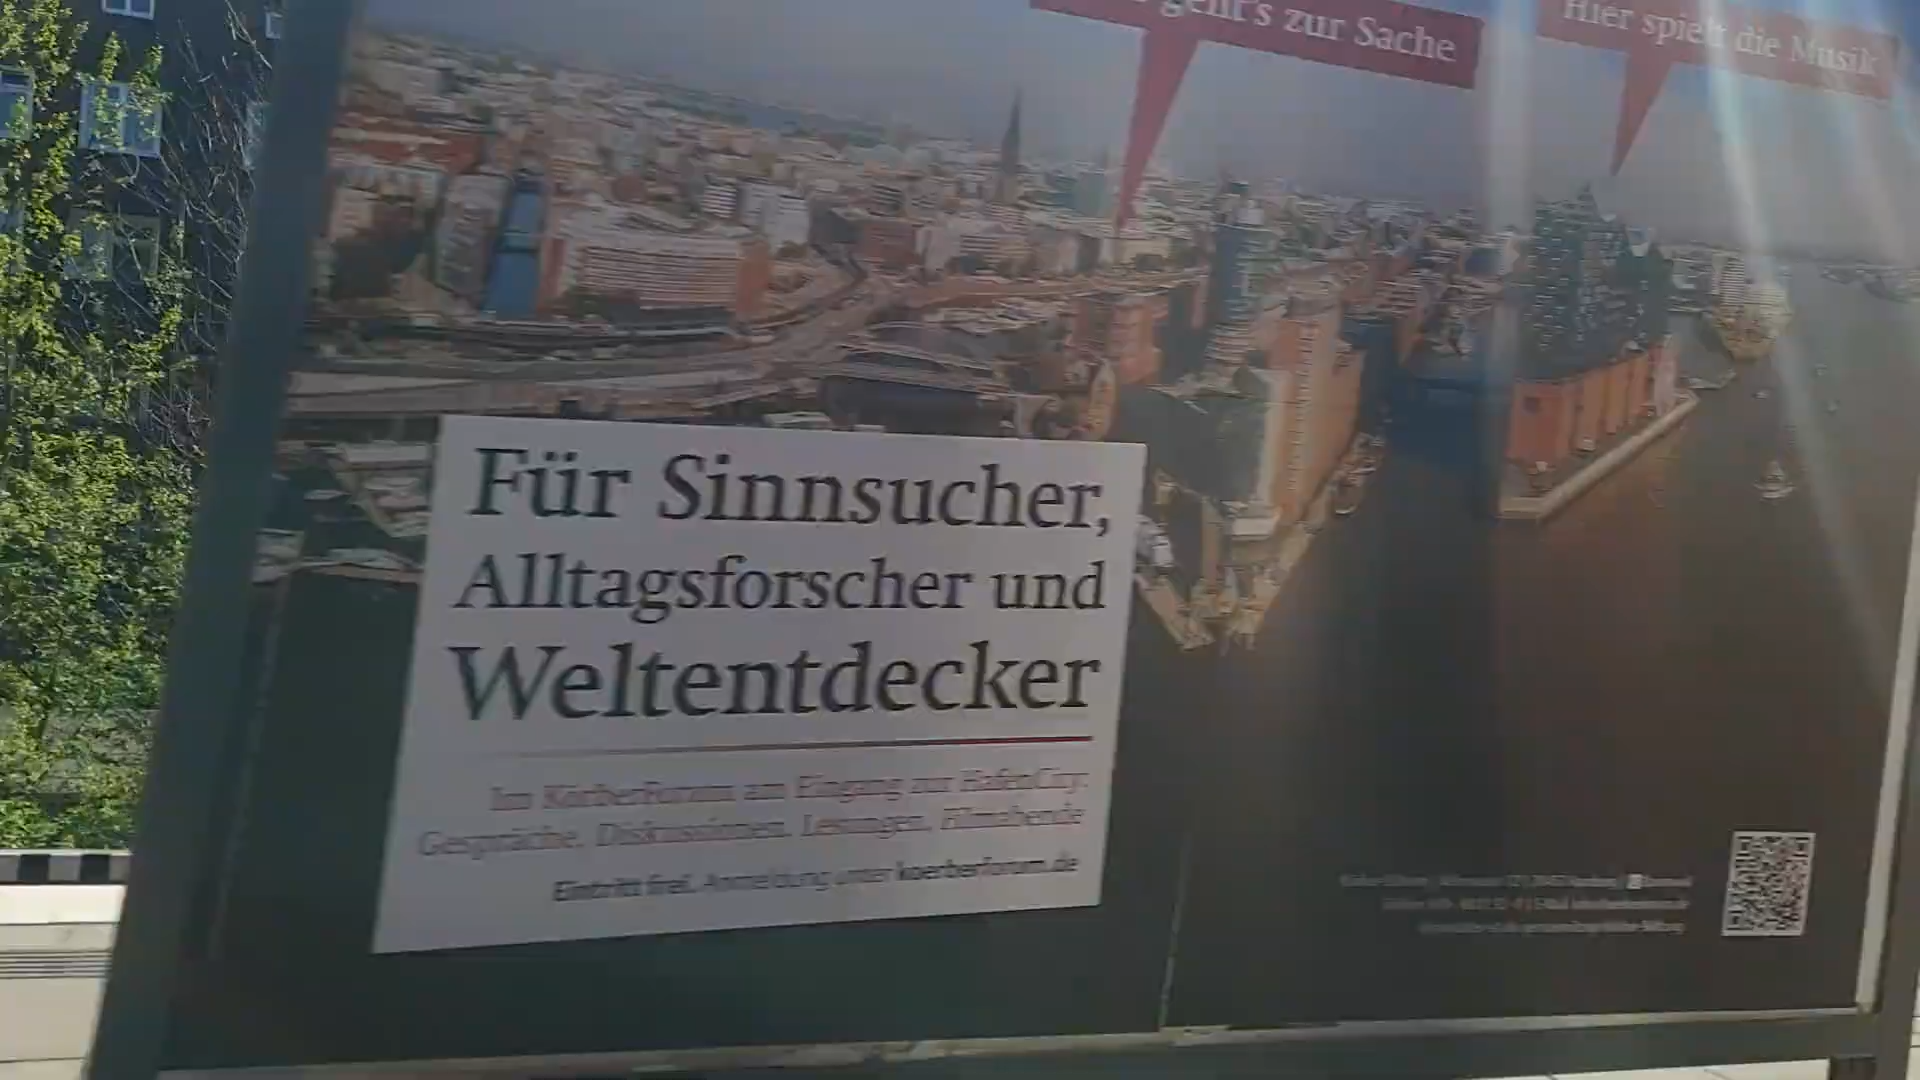 geht's zur Sache
Hier spielt die Musik
Für Sinnsucher,
Alltagsforscher und
Weltentdecker
Im KörberForum am Eingang zur HafenCity:
Gespräche, Diskussionen, Lesungen, Filmabende
Eintritt frei. Anmeldung unter koerberforum.de